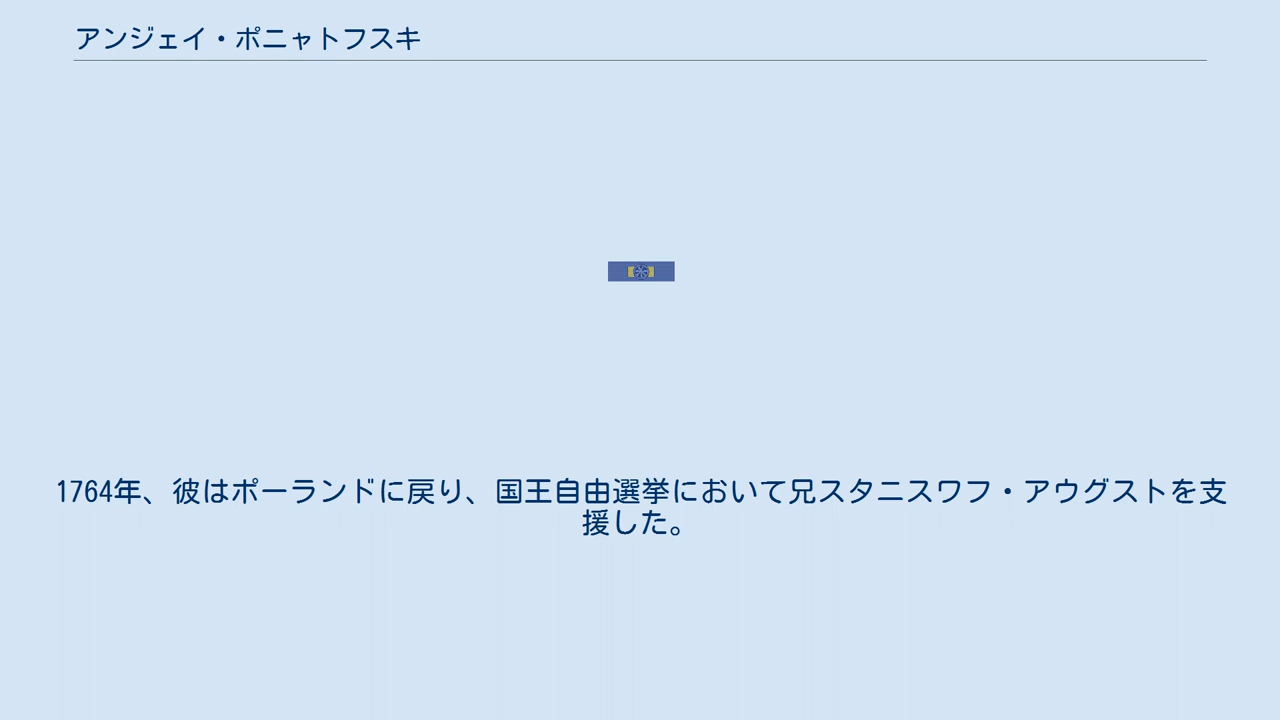 アンジェイ・ポニャトフスキ
1764年、彼はポーランドに戻り、国王自由選挙において兄スタニスワフ・アウグストを支
援した。